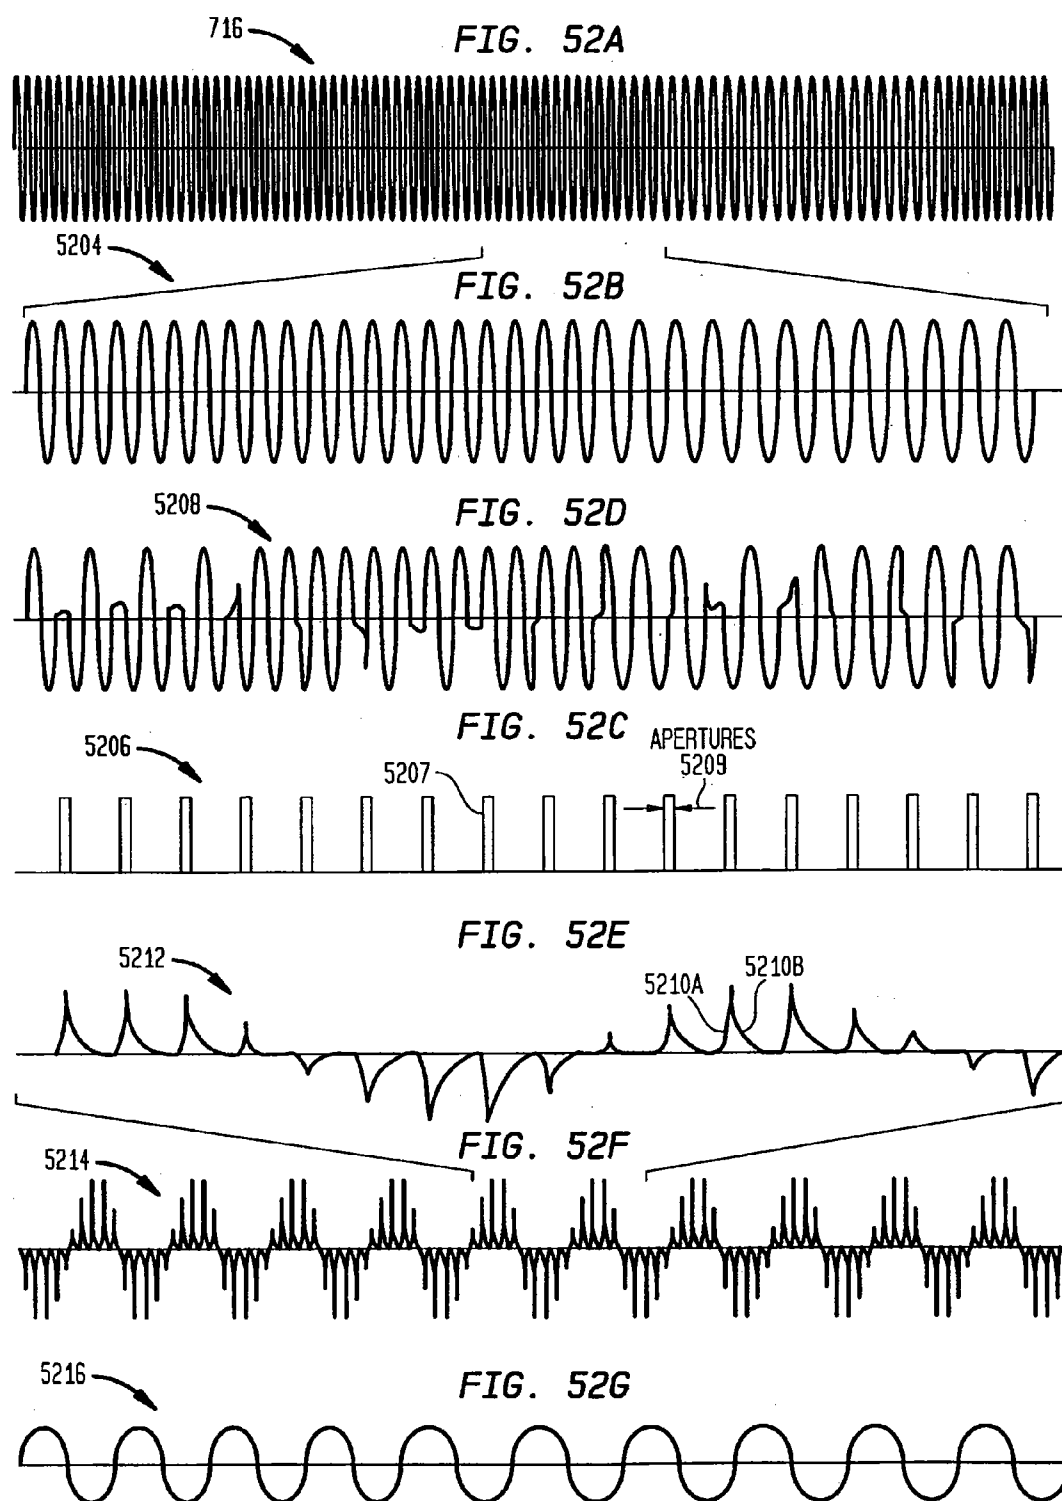 716
FIG. 52A
5204
FIG. 52B
5208
FIG. 52D
FIG. 52C
5206
5207
APERTURES
5209
FIG. 52E
5212
5210A
5210B
FIG. 52F
5214
FIG. 52G
5216